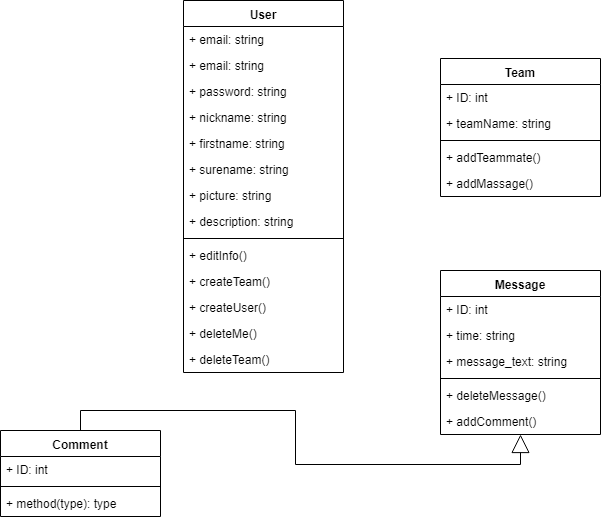 User
+ email: string
+ email: string
+ password: string
+ nickname: string
+ firstname: string
+ surename: string
+ picture: string
+ description: string
+ editInfo()
+ createTeam()
+ createUser()
+ deleteMe()
+ deleteTeam()
Team
+ ID: int
+ teamName: string
+ addTeammate()
+ addMassage()
Message
+ ID: int
+ time: string
+ message_text: string
+ deleteMessage()
+ addComment()
Comment
+ ID: int
+ method(type): type